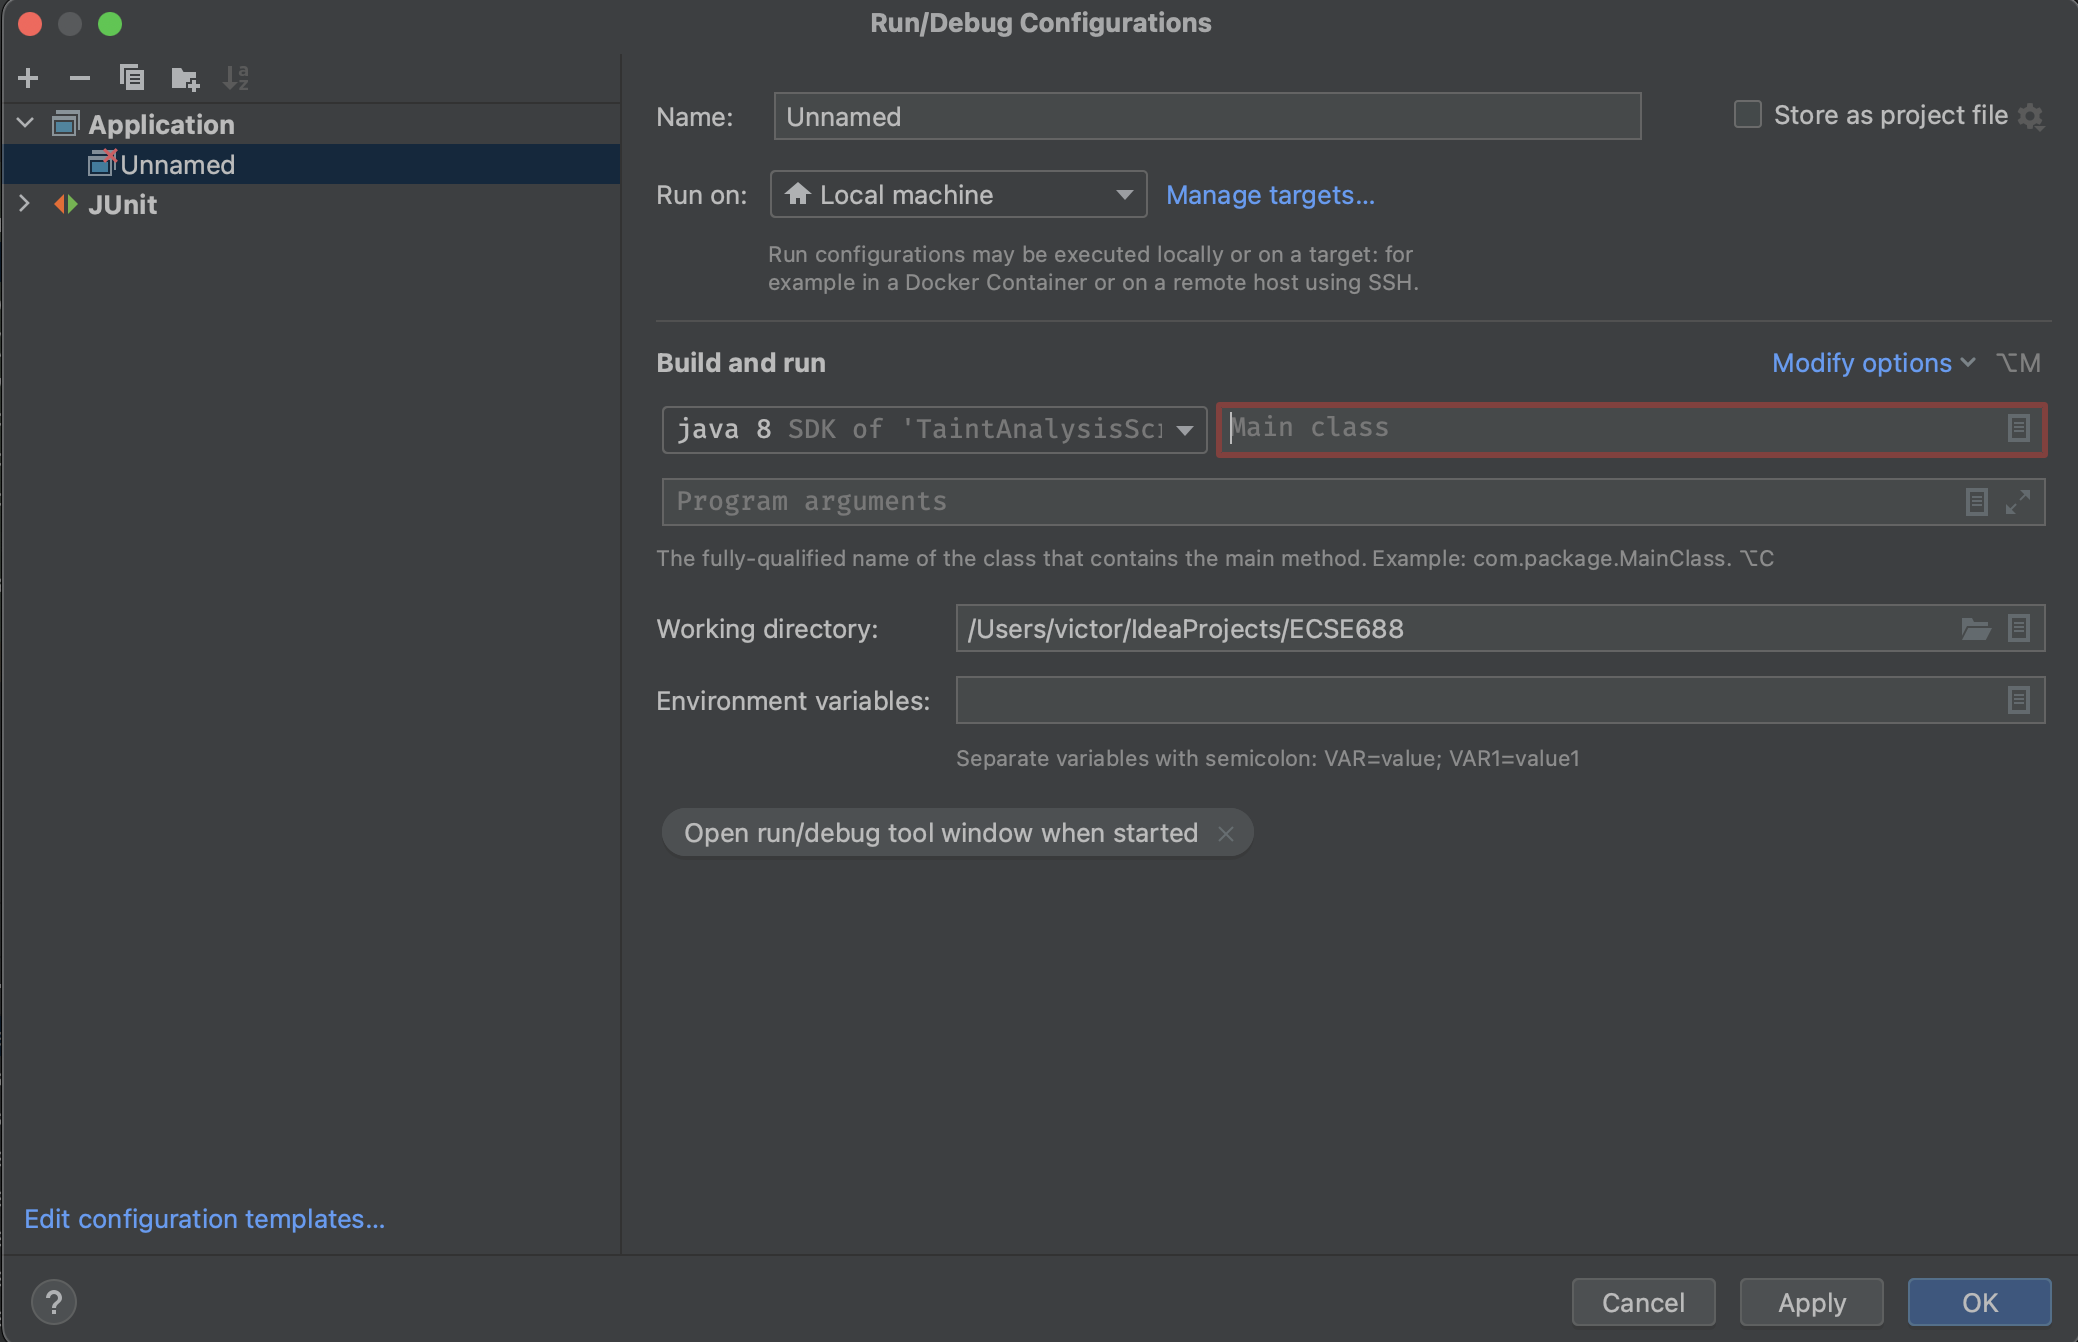 Run/Debug Configurations
Application
Unnamed
JUnit
Edit configuration templates...
Name: Unnamed
Store as project file
Run on: Local machine Manage targets...
Run configurations may be executed locally or on a target: for
example in a Docker Container or on a remote host using SSH.
Build and run
Modify options ⌥M
java 8 SDK of 'TaintAnalysisScr
Main class
Program arguments
The fully-qualified name of the class that contains the main method. Example: com.package.MainClass. ⌥C
Working directory: /Users/victor/IdeaProjects/ECSE688
Environment variables:
Separate variables with semicolon: VAR=value; VAR1=value1
Open run/debug tool window when started
? Cancel Apply OK